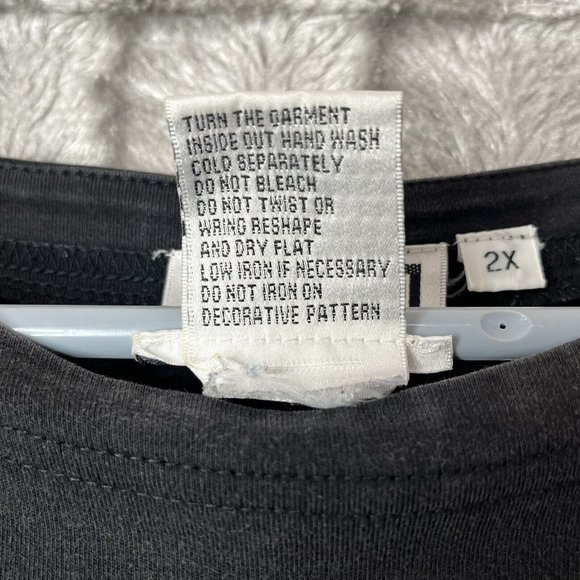 TURN THE GARMENT
INSIDE OUT HAND WASH
COLD SEPARATELY
DO NOT BLEACH
DO NOT TWIST OR
WRING RESHAPE
AND DRY FLAT
LOW IRON IF NECESSARY
DO NOT IRON ON
DECORATIVE PATTERN
2X